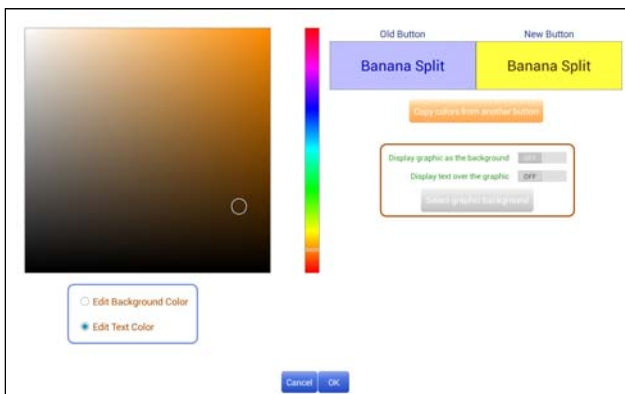 Old Button New Button
Banana Split Banana Split
Copy colors from another button
Display graphic as the background OFF
Display text over the graphic OFF
Select graphic background
Edit Background Color
Edit Text Color
Cancel OK